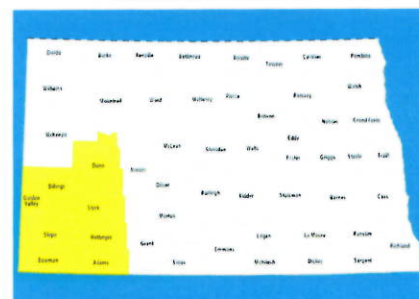 Divide
Burke
Renville
Bottineau
Rolette
Towner
Cavalier
Pembina
Williams
Mountrail
Ward
McHenry
Pierce
Ramsey
Walsh
Benson
Nelson
Grand Forks
McKenzie
McLean
Sheridan
Wells
Eddy
Foster
Griggs
Steele
Traill
Dunn
Mercer
Billings
Oliver
Golden
Valley
Stark
Burleigh
Kidder
Stutsman
Barnes
Cass
Morton
Slope
Hettinger
Grant
Logan
La Moure
Ransom
Richland
Bowman
Adams
Sioux
Emmons
McIntosh
Dickey
Sargent